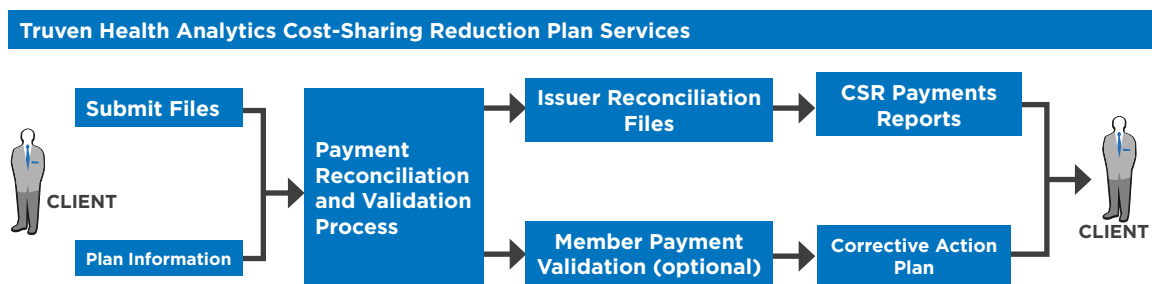 Truven Health Analytics Cost-Sharing Reduction Plan Services
Submit Files
CLIENT
Plan Information
Payment
Reconciliation
and Validation
Process
Issuer Reconciliation
Files
Member Payment
Validation (optional)
CSR Payments
Reports
Corrective Action
Plan
CLIENT